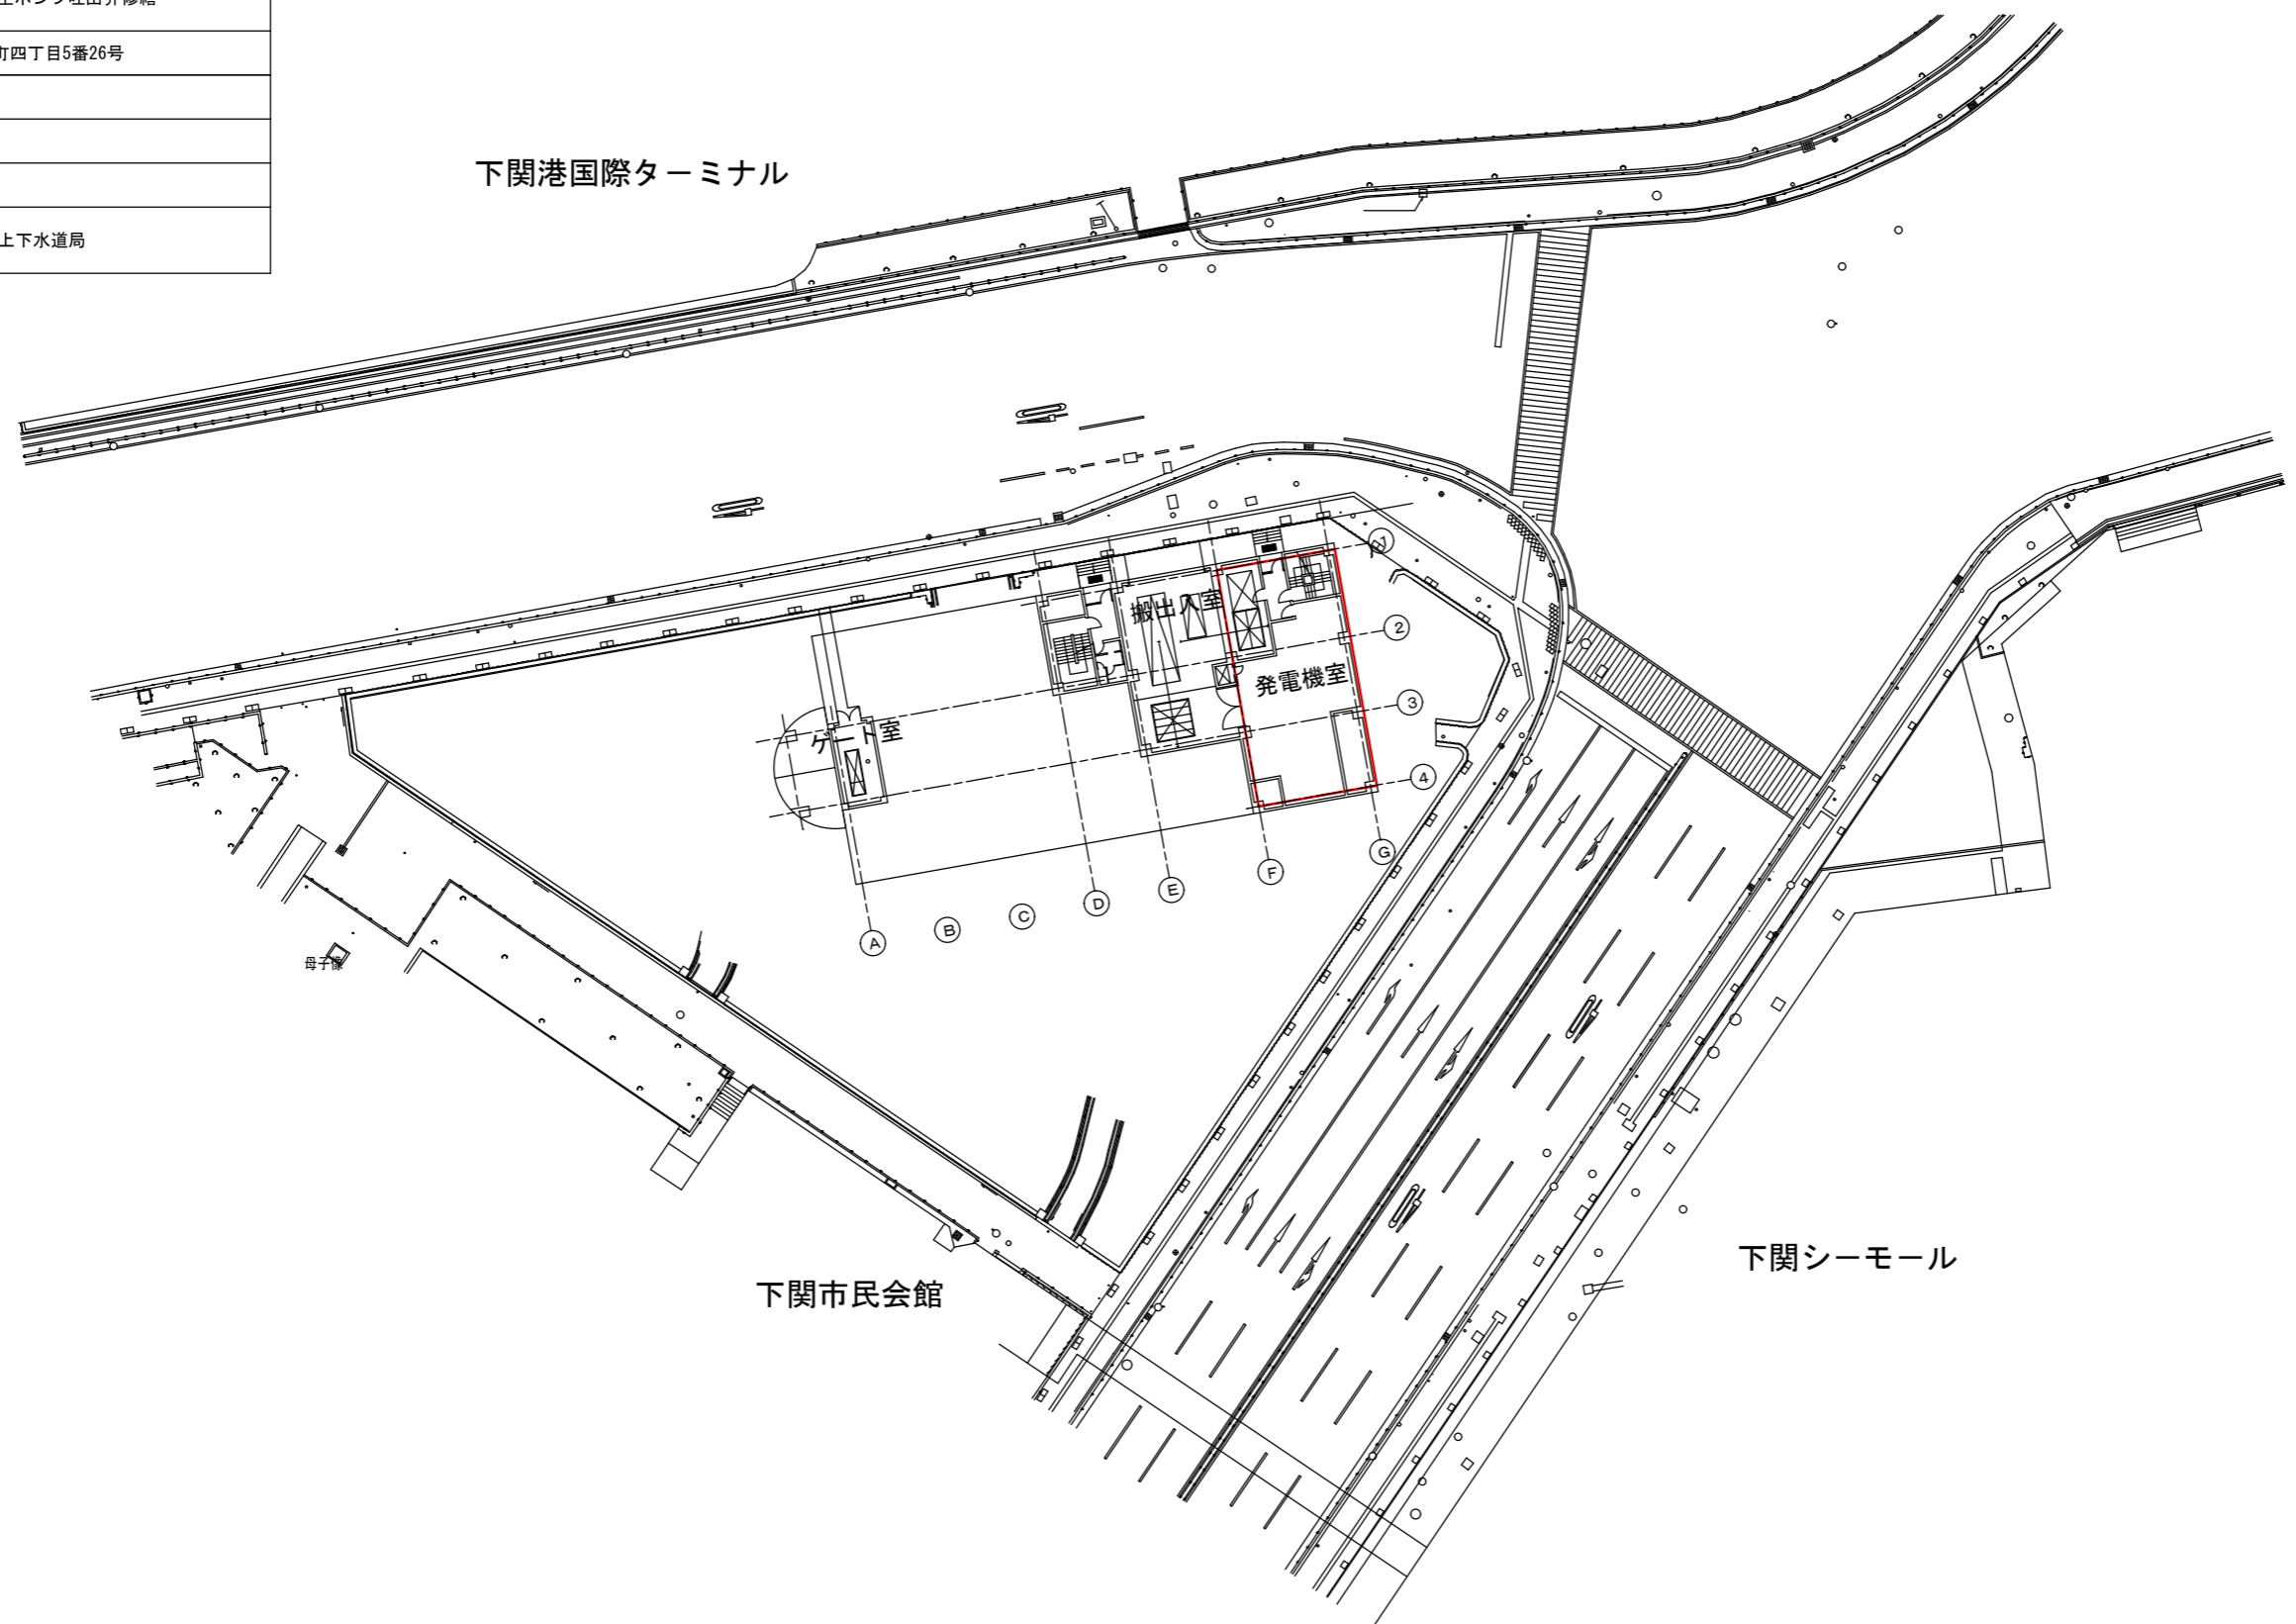 町四丁目5番26号
上下水道局
下関港国際ターミナル
搬出入室
発電機室
ゲート室
1
2
3
4
A
B
C
D
E
F
G
母子像
下関市民会館
下関シーモール